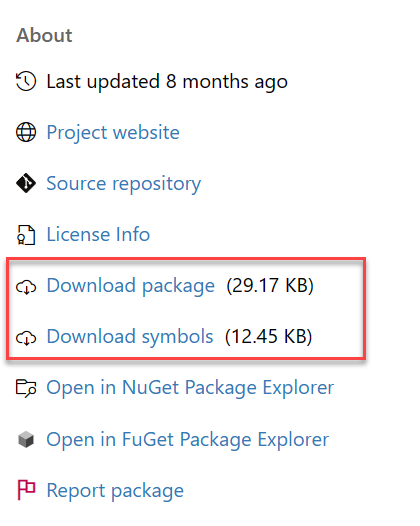 About
Last updated 8 months ago
Project website
Source repository
License Info
Download package (29.17 KB)
Download symbols (12.45 KB)
Open in NuGet Package Explorer
Open in FuGet Package Explorer
Report package